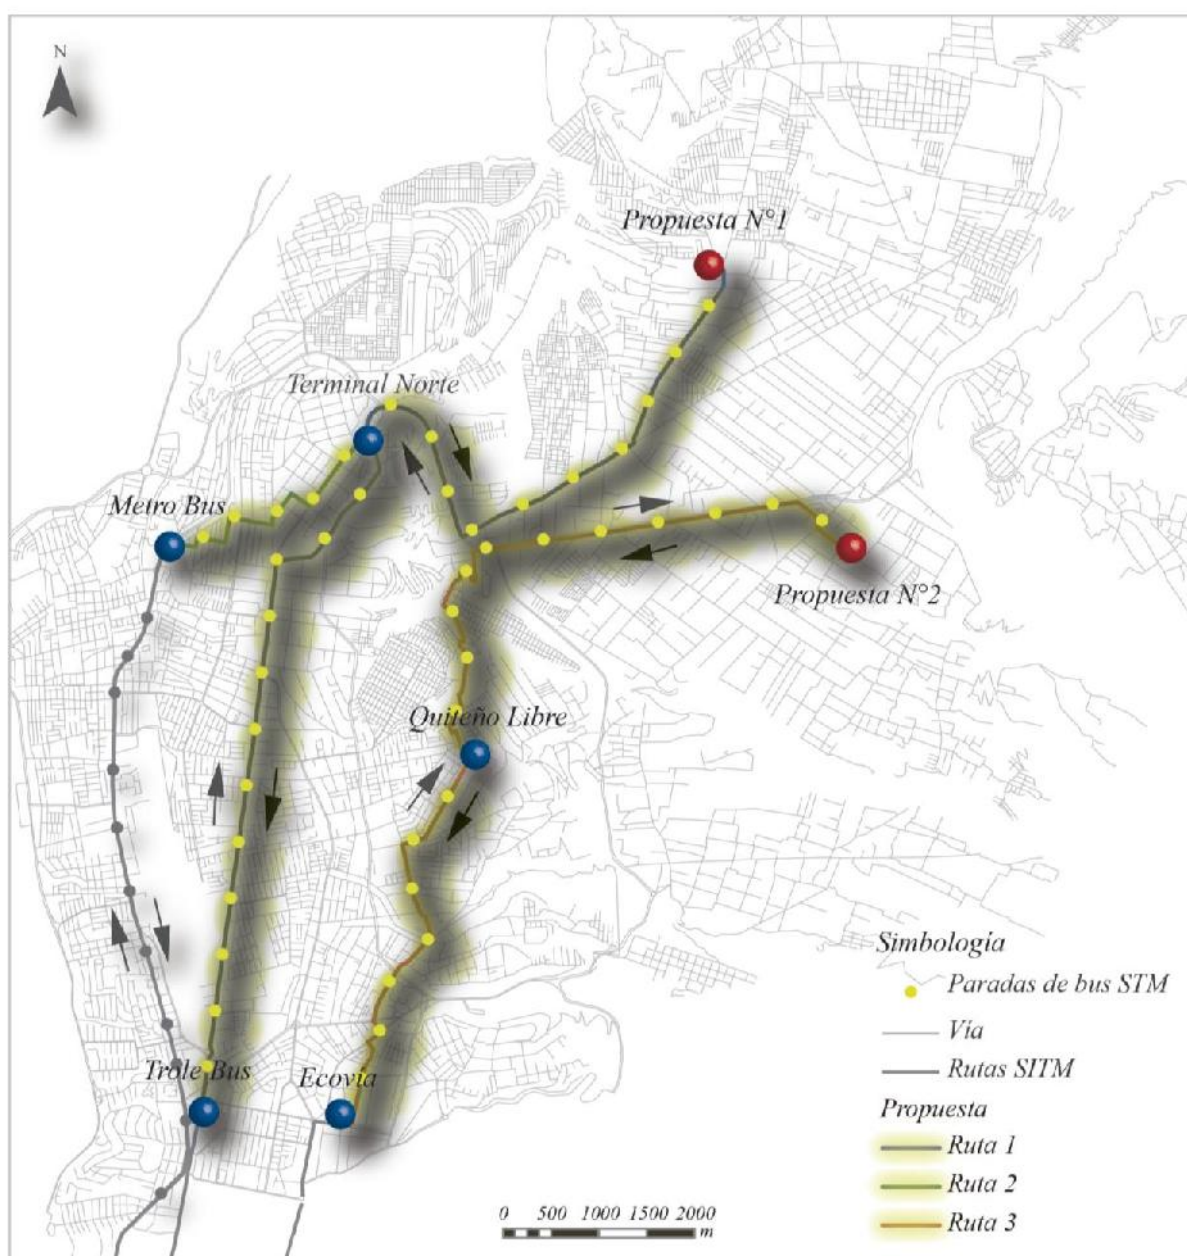 N
Propuesta N°1
Terminal Norte
Metro Bus
Propuesta N°2
Quiteño Libre
Simbología
Paradas de bus STM
Vía
Trole Bus
Ecovía
Rutas SITM
Propuesta
Ruta 1
Ruta 2
Ruta 3
0 500 1000 1500 2000
m